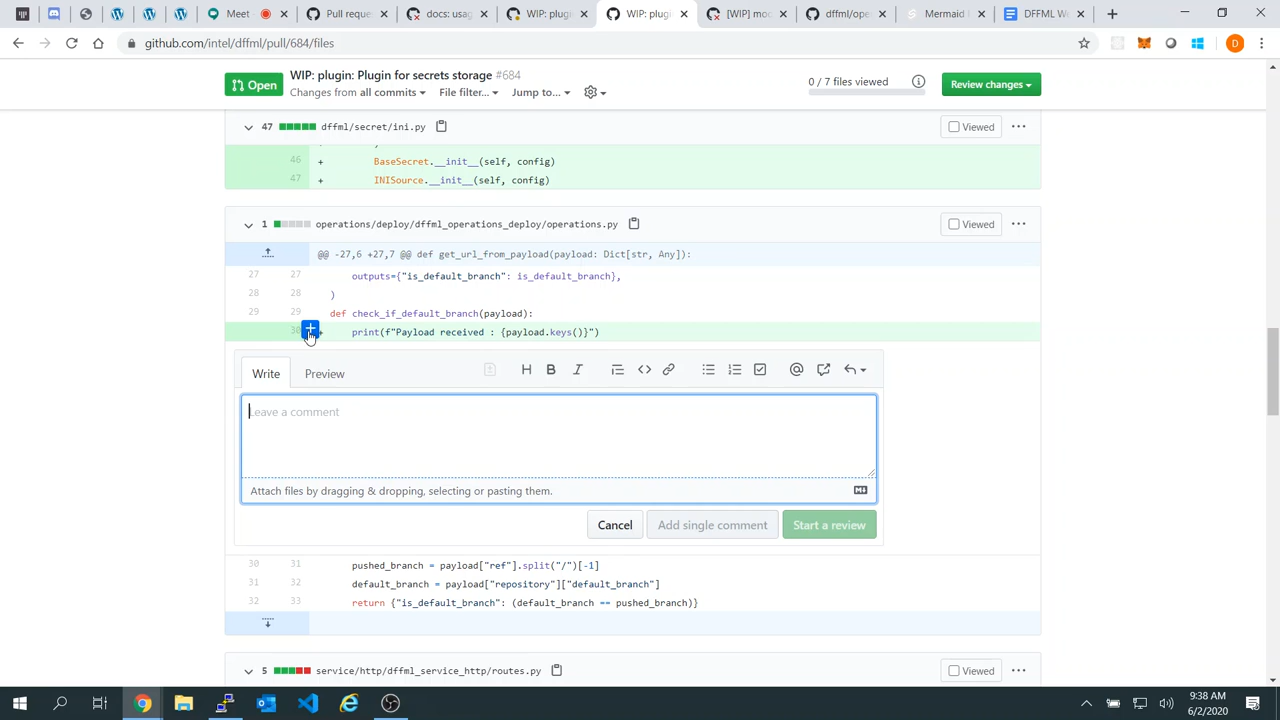 Meet
Pull reque
docs: usag
WIP: plugin
WIP: plugi
[WIP] mod
dffml/ope
Mermaid L
DFFML W
github.com/intel/dffml/pull/684/files
D
Open
WIP: plugin: Plugin for secrets storage #684
Changes from all commits
File filter...
Jump to...
0 / 7 files viewed
Review changes
47 dffml/secret/ini.py
Viewed
46 + BaseSecret.__init__(self, config)
47 + INISource.__init__(self, config)
1 operations/deploy/dffml_operations_deploy/operations.py
Viewed
@@ -27,6 +27,7 @@ def get_url_from_payload(payload: Dict[str, Any]):
27 27 outputs={"is_default_branch": is_default_branch},
28 28 )
29 29 def check_if_default_branch(payload):
30 + print(f"Payload received : {payload.keys()}")
Write
Preview
Leave a comment
Attach files by dragging & dropping, selecting or pasting them.
Cancel
Add single comment
Start a review
30 31 pushed_branch = payload["ref"].split("/")[-1]
31 32 default_branch = payload["repository"]["default_branch"]
32 33 return {"is_default_branch": (default_branch == pushed_branch)}
5 service/http/dffml_service_http/routes.py
Viewed
9:38 AM
6/2/2020